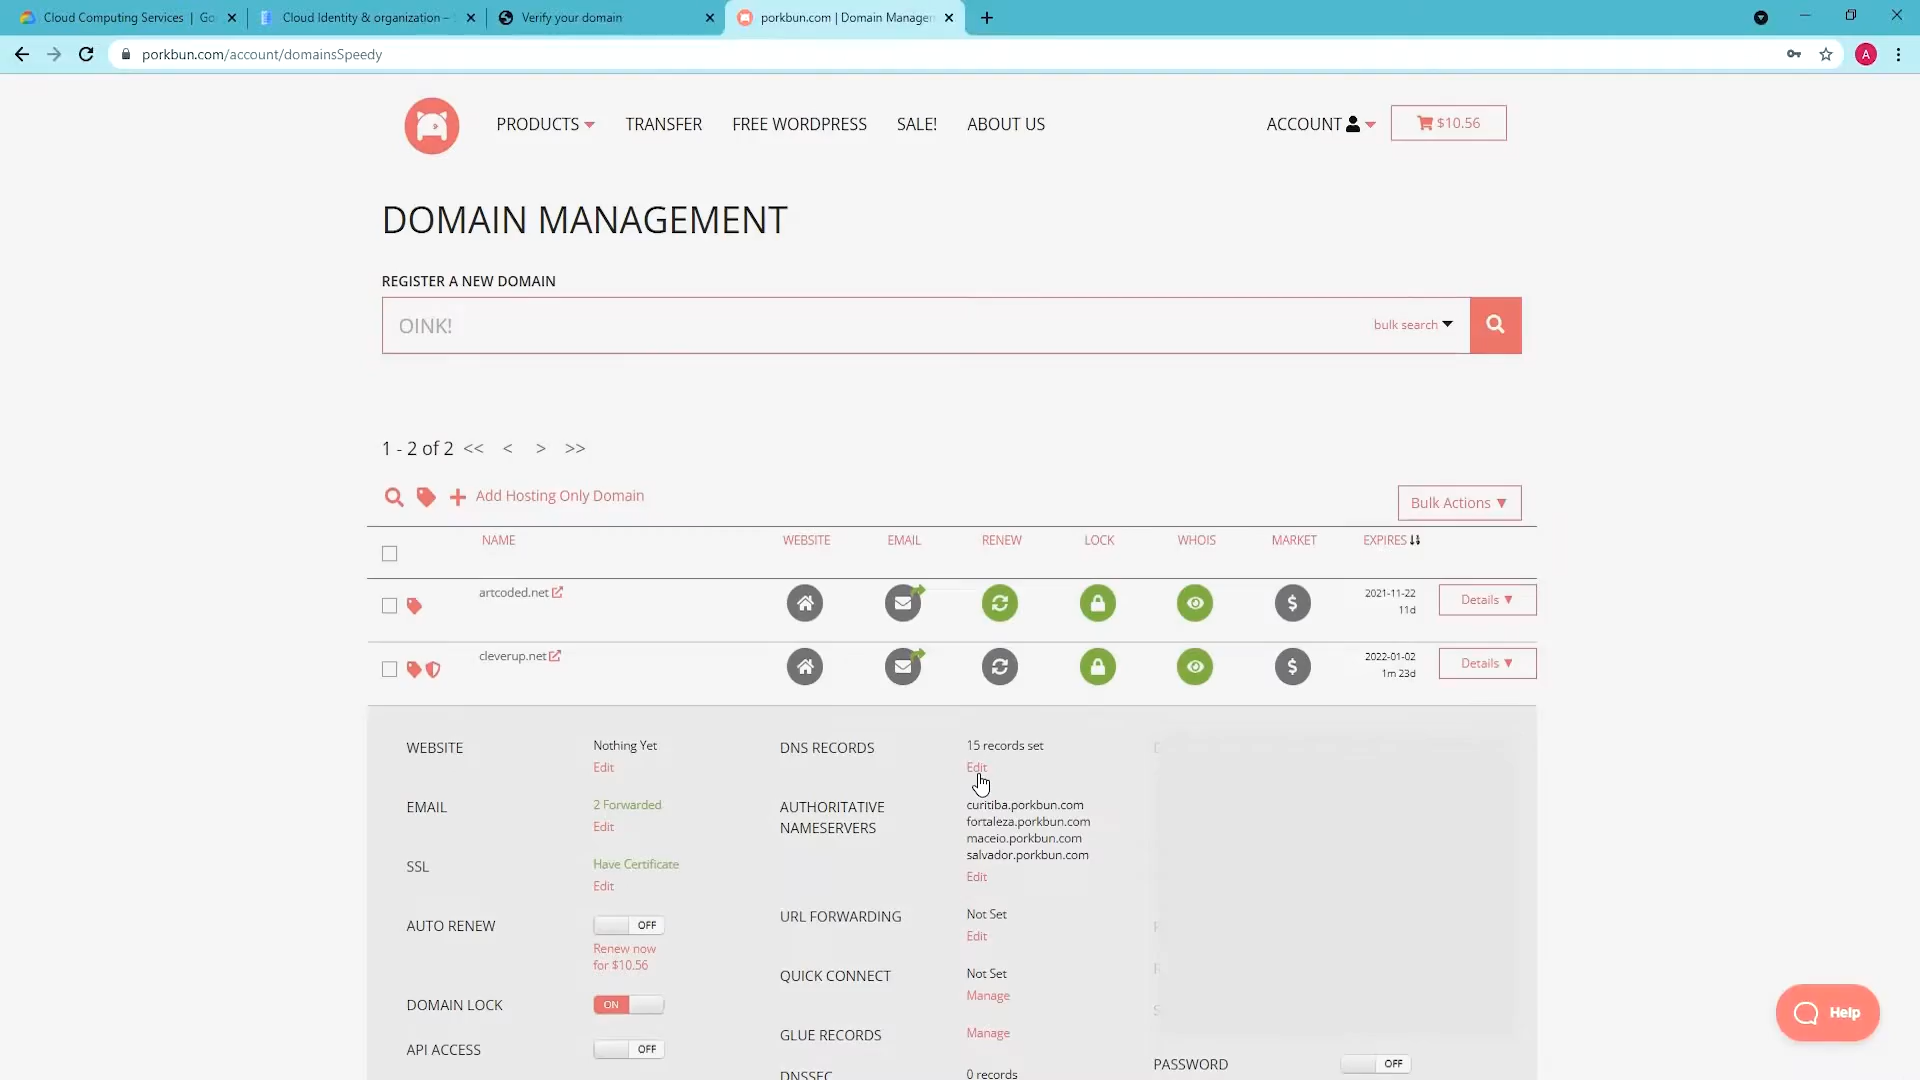 Cloud Computing Services | Go
Cloud Identity & organization –
Verify your domain
porkbun.com | Domain Managem
porkbun.com/account/domainsSpeedy
A
PRODUCTS
TRANSFER
FREE WORDPRESS
SALE!
ABOUT US
ACCOUNT
$10.56
DOMAIN MANAGEMENT
REGISTER A NEW DOMAIN
OINK!
bulk search
1 - 2 of 2 << < > >>
Add Hosting Only Domain
Bulk Actions ▼
NAME WEBSITE EMAIL RENEW LOCK WHOIS MARKET EXPIRES
artcoded.net $ 2021-11-22 Details ▼
11d
cleverup.net $ 2022-01-02 Details ▼
1m 23d
WEBSITE
Nothing Yet
Edit
EMAIL
2 Forwarded
Edit
SSL
Have Certificate
Edit
AUTO RENEW
OFF
Renew now
for $10.56
DOMAIN LOCK
ON
API ACCESS
OFF
DNS RECORDS
15 records set
Edit
AUTHORITATIVE
NAMESERVERS
curitiba.porkbun.com
fortaleza.porkbun.com
maceio.porkbun.com
salvador.porkbun.com
Edit
URL FORWARDING
Not Set
Edit
QUICK CONNECT
Not Set
Manage
GLUE RECORDS
Manage
DNSSEC
0 records
PASSWORD
OFF
Help